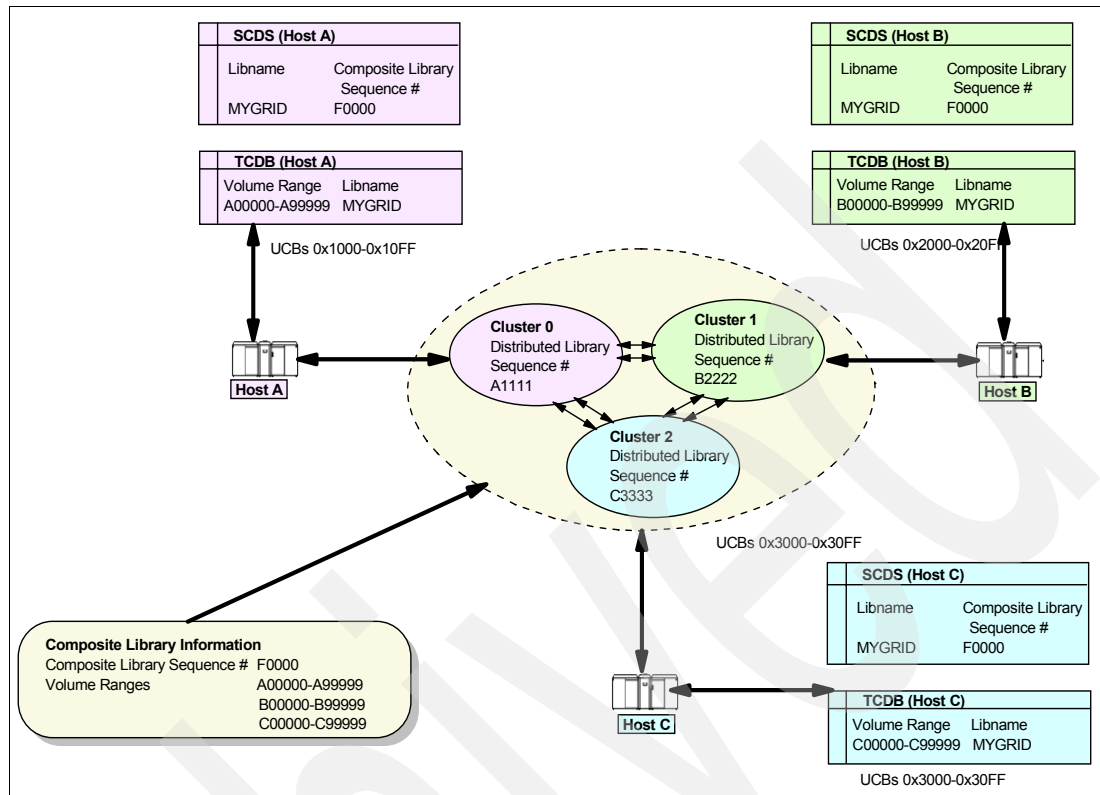 SCDS (Host A)
Libname Composite Library
Sequence #
MYGRID F0000
TCDB (Host A)
Volume Range Libname
A00000-A99999 MYGRID
UCBs 0x1000-0x10FF
SCDS (Host B)
Libname Composite Library
Sequence #
MYGRID F0000
TCDB (Host B)
Volume Range Libname
B00000-B99999 MYGRID
UCBs 0x2000-0x20FF
Cluster 0
Distributed Library
Sequence #
A1111
Cluster 1
Distributed Library
Sequence #
B2222
Host A
Host B
Cluster 2
Distributed Library
Sequence #
C3333
UCBs 0x3000-0x30FF
SCDS (Host C)
Libname Composite Library
Sequence #
MYGRID F0000
Composite Library Information
Composite Library Sequence # F0000
Volume Ranges A00000-A99999
B00000-B99999
C00000-C99999
Host C
TCDB (Host C)
Volume Range Libname
C00000-C99999 MYGRID
UCBs 0x3000-0x30FF